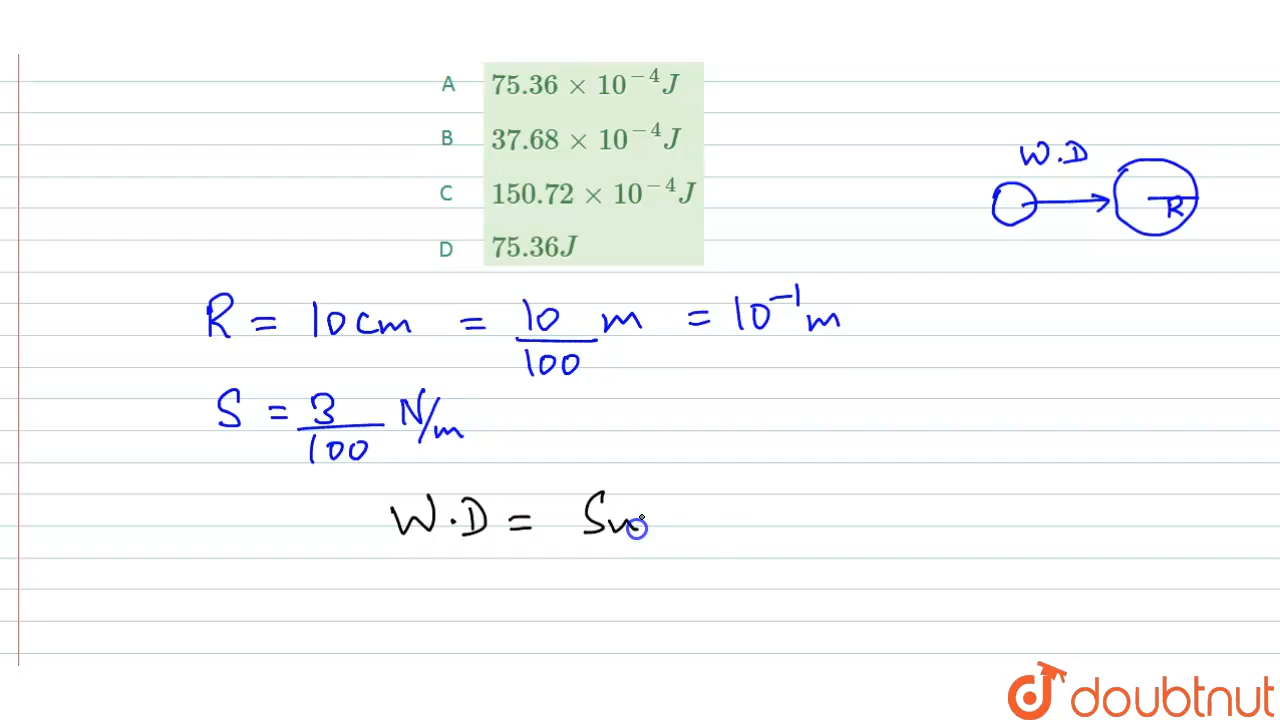 A 75.36 × 10⁻⁴ J
B 37.68 × 10⁻⁴ J
C 150.72 × 10⁻⁴ J
D 75.36 J
W.D
R
R = 10 cm = 10/100 m = 10⁻¹ m
S = 3/100 N/m
W.D = Su
doubtnut